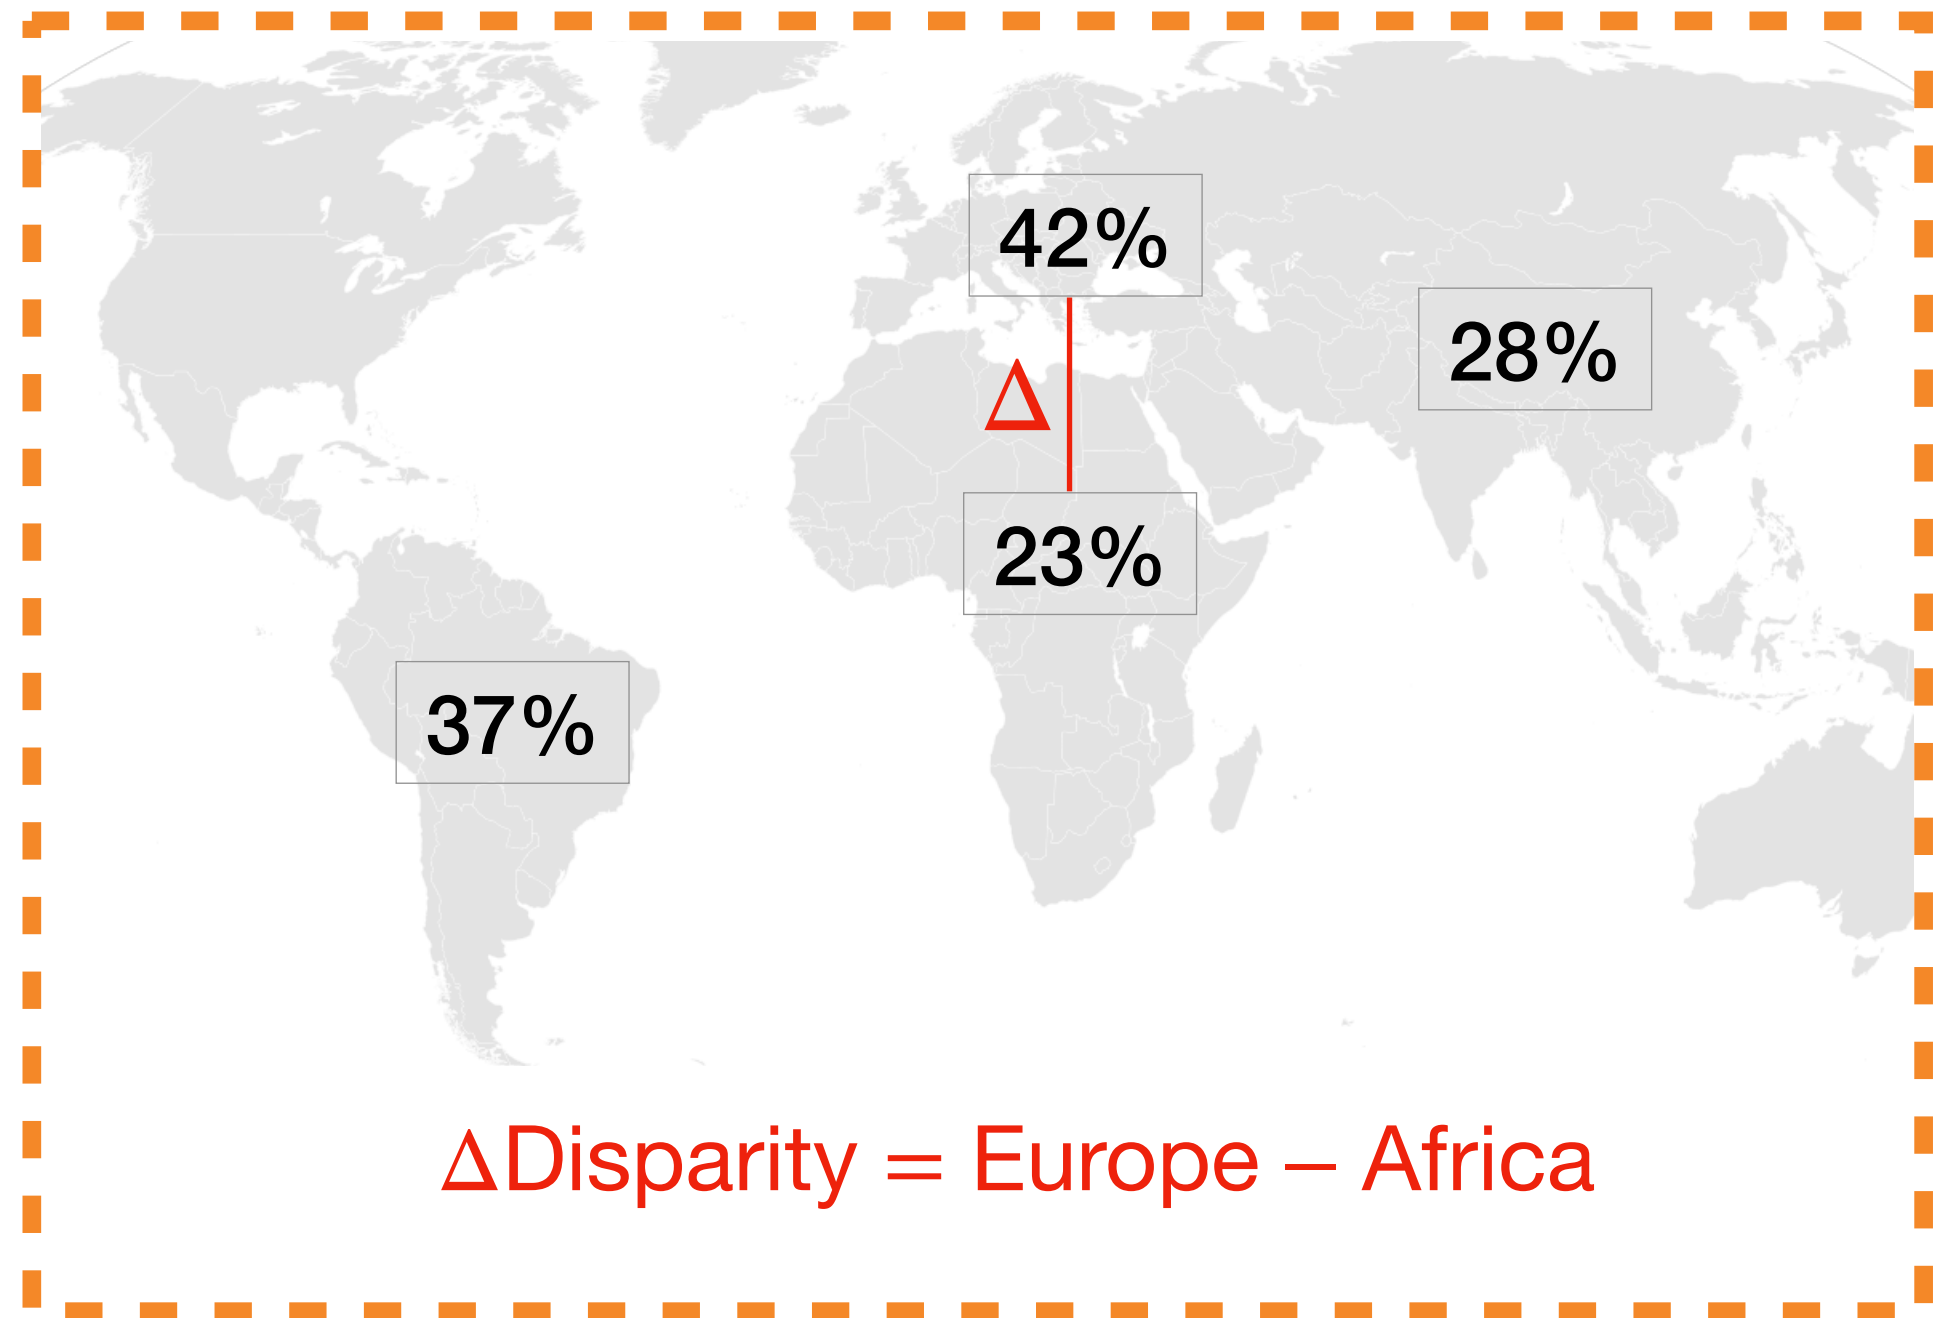 42%
28%
Δ
23%
37%
ΔDisparity = Europe – Africa